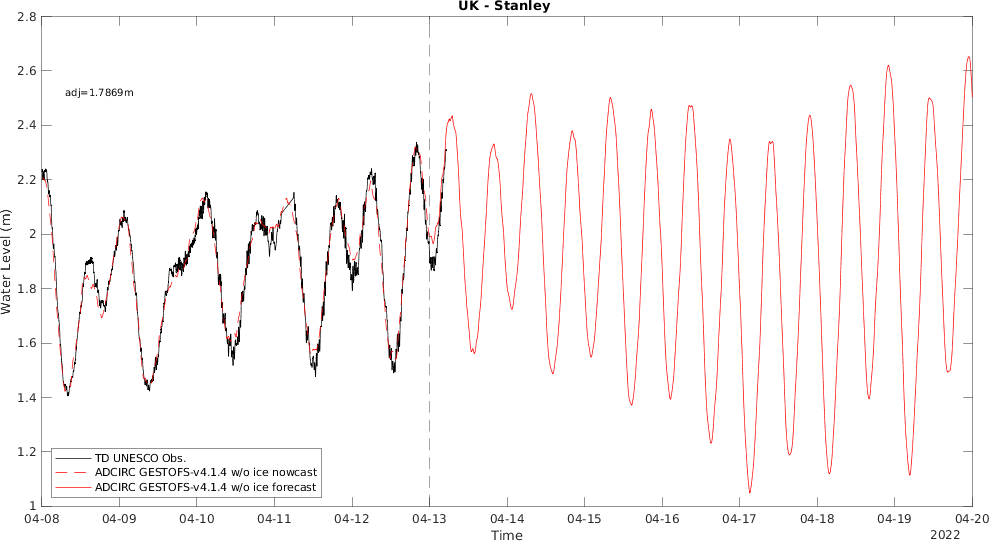 UK - Stanley
2.8
2.6
2.4
2.2
2
1.8
1.6
1.4
1.2
1
Water Level (m)
adj=1.7869m
TD UNESCO Obs.
ADCIRC GESTOFS-v4.1.4 w/o ice nowcast
ADCIRC GESTOFS-v4.1.4 w/o ice forecast
04-08 04-09 04-10 04-11 04-12 04-13 04-14 04-15 04-16 04-17 04-18 04-19 04-20
Time
2022